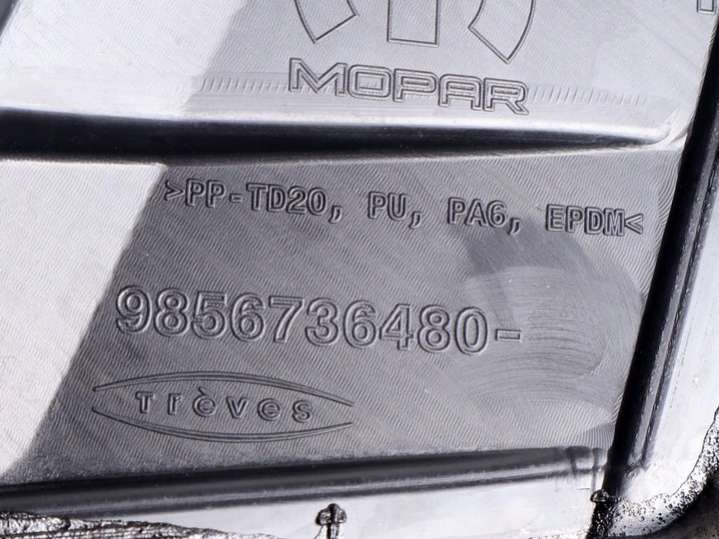 MOPAR
>PP-TD20, PU, PA6, EPDM<
9856736480-
Trèves